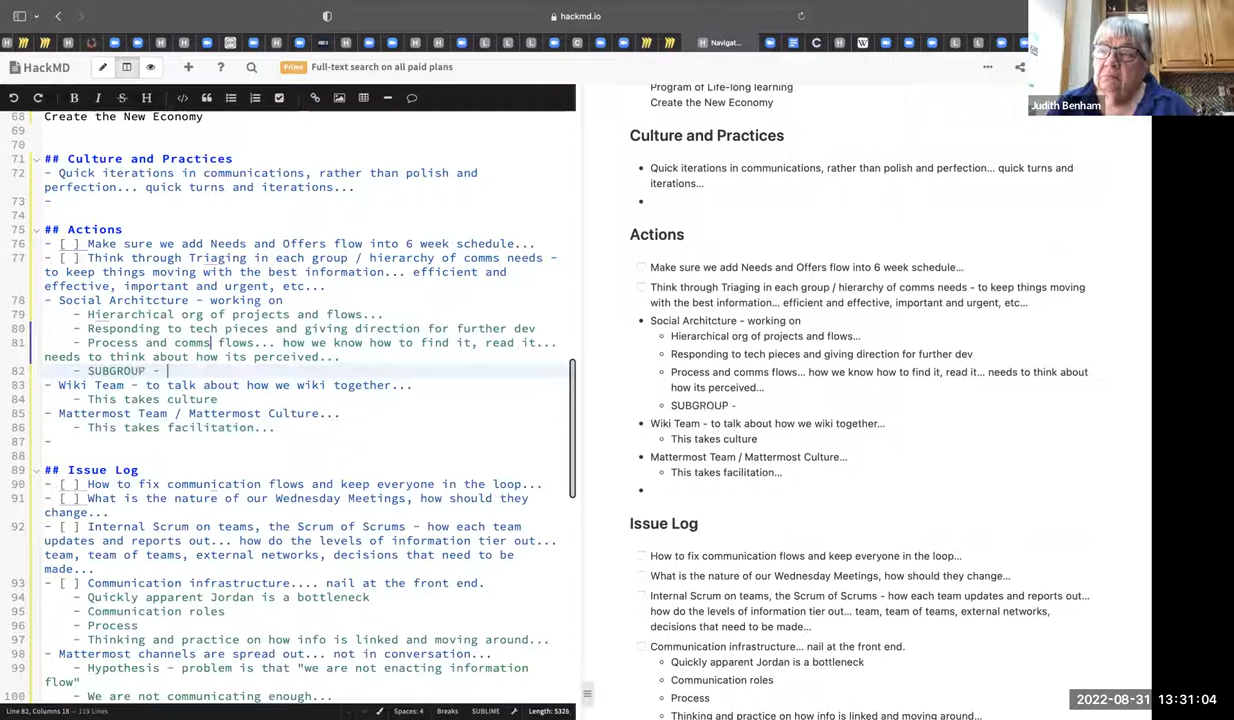 hackmd.io
Navigat...
HackMD
Prime Full-text search on all paid plans
Judith Benham
68 Create the New Economy
69
70
71 ## Culture and Practices
72 - Quick iterations in communications, rather than polish and
perfection... quick turns and iterations...
73 -
74
75 ## Actions
76 - [ ] Make sure we add Needs and Offers flow into 6 week schedule...
77 - [ ] Think through Triaging in each group / hierarchy of comms needs -
to keep things moving with the best information... efficient and
effective, important and urgent, etc...
78 - Social Architcture - working on
79 - Hierarchical org of projects and flows...
80 - Responding to tech pieces and giving direction for further dev
81 - Process and comms flows... how we know how to find it, read it...
needs to think about how its perceived...
82 - SUBGROUP -
83 - Wiki Team - to talk about how we wiki together...
84 - This takes culture
85 - Mattermost Team / Mattermost Culture...
86 - This takes facilitation...
87 -
88
89 ## Issue Log
90 - [ ] How to fix communication flows and keep everyone in the loop...
91 - [ ] What is the nature of our Wednesday Meetings, how should they
change...
92 - [ ] Internal Scrum on teams, the Scrum of Scrums - how each team
updates and reports out... how do the levels of information tier out...
team, team of teams, external networks, decisions that need to be
made...
93 - [ ] Communication infrastructure.... nail at the front end.
94 - Quickly apparent Jordan is a bottleneck
95 - Communication roles
96 - Process
97 - Thinking and practice on how info is linked and moving around...
98 - Mattermost channels are spread out... not in conversation...
99 - Hypothesis - problem is that "we are not enacting information
flow"
100 - We are not communicating enough...
Line 82, Columns 18 — 119 Lines
Spaces: 4 Breaks SUBLIME Length: 5326
Program of Life-long learning
Create the New Economy
Culture and Practices
Quick iterations in communications, rather than polish and perfection... quick turns and
iterations...
Actions
Make sure we add Needs and Offers flow into 6 week schedule...
Think through Triaging in each group / hierarchy of comms needs - to keep things moving
with the best information... efficient and effective, important and urgent, etc...
Social Architcture - working on
Hierarchical org of projects and flows...
Responding to tech pieces and giving direction for further dev
Process and comms flows... how we know how to find it, read it... needs to think about
how its perceived...
SUBGROUP -
Wiki Team - to talk about how we wiki together...
This takes culture
Mattermost Team / Mattermost Culture...
This takes facilitation...
Issue Log
How to fix communication flows and keep everyone in the loop...
What is the nature of our Wednesday Meetings, how should they change...
Internal Scrum on teams, the Scrum of Scrums - how each team updates and reports out...
how do the levels of information tier out... team, team of teams, external networks,
decisions that need to be made...
Communication infrastructure... nail at the front end.
Quickly apparent Jordan is a bottleneck
Communication roles
Process
Thinking and practice on how info is linked and moving around...
2022-08-31 13:31:04